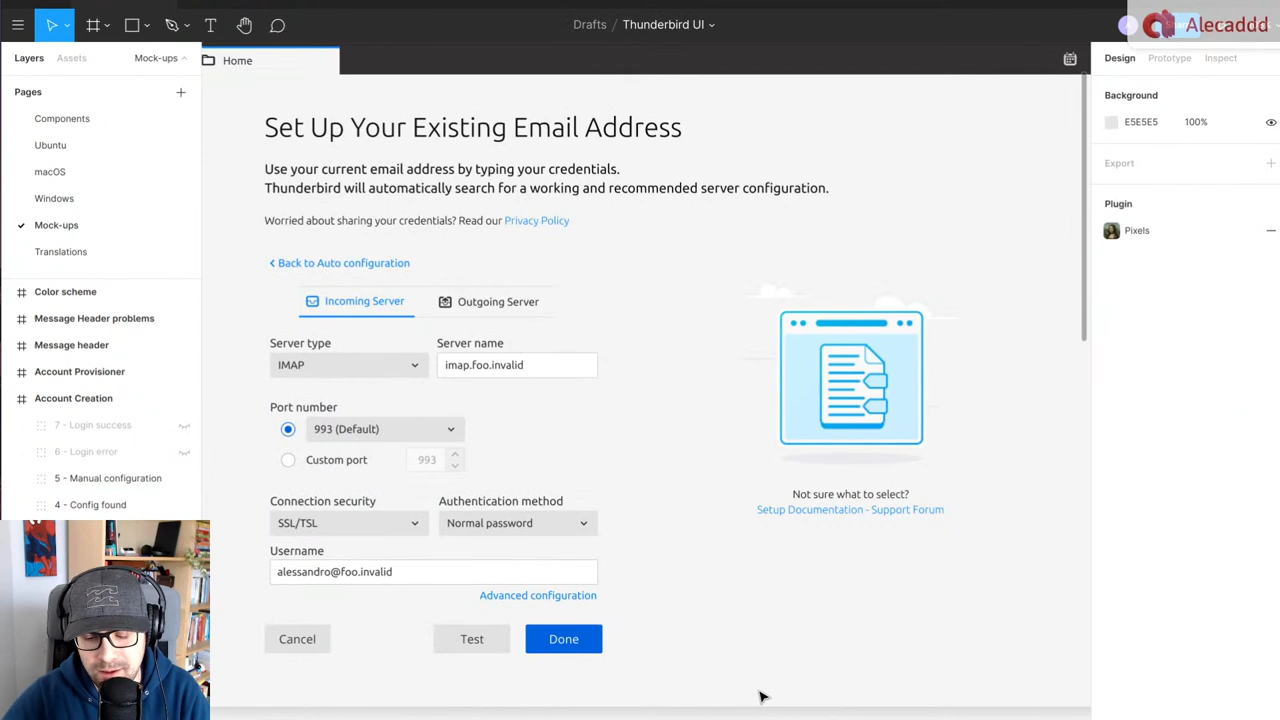 Drafts / Thunderbird UI
Alecaddd
Layers
Assets
Mock-ups
Pages
Components
Ubuntu
macOS
Windows
Mock-ups
Translations
Color scheme
Message Header problems
Message header
Account Provisioner
Account Creation
7 - Login success
6 - Login error
5 - Manual configuration
4 - Config found
Home
Set Up Your Existing Email Address
Use your current email address by typing your credentials.
Thunderbird will automatically search for a working and recommended server configuration.
Worried about sharing your credentials? Read our Privacy Policy
Back to Auto configuration
Incoming Server
Outgoing Server
Server type
Server name
IMAP
imap.foo.invalid
Port number
993 (Default)
Custom port
993
Connection security
Authentication method
SSL/TSL
Normal password
Username
alessandro@foo.invalid
Advanced configuration
Cancel
Test
Done
Not sure what to select?
Setup Documentation - Support Forum
Design
Prototype
Inspect
Background
E5E5E5
100%
Export
Plugin
Pixels